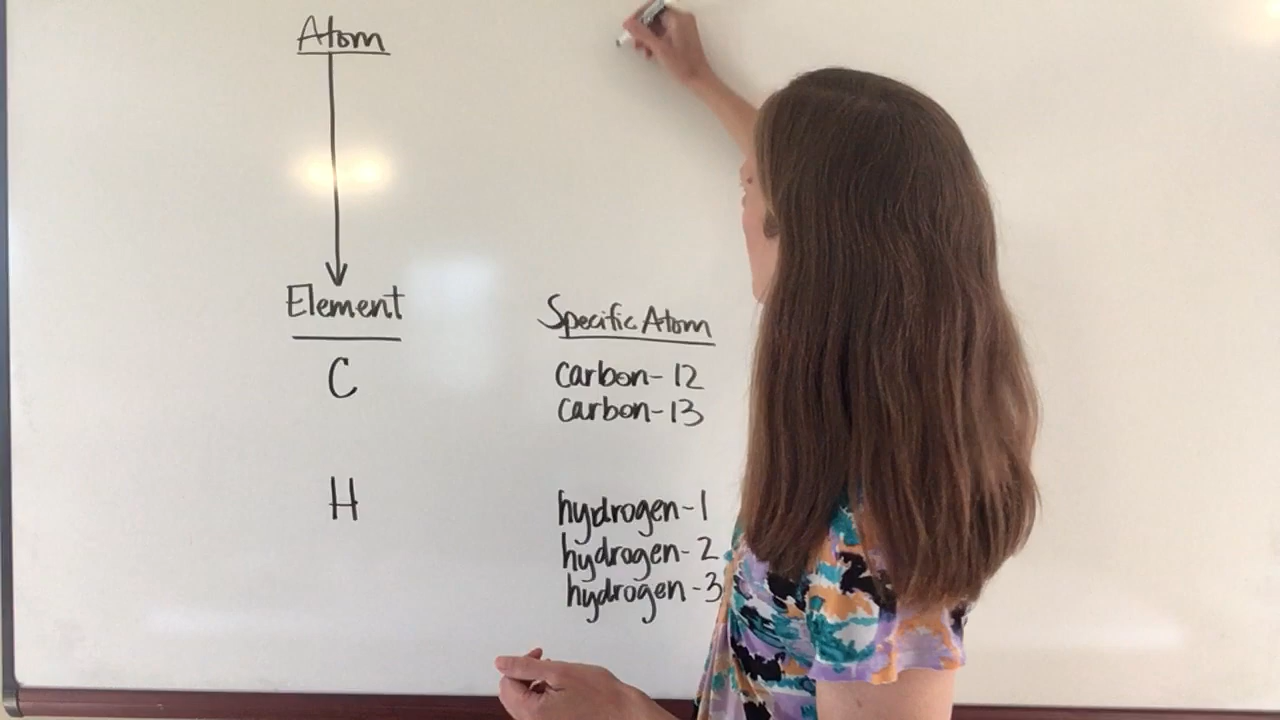 Atom
Element
Specific Atom
C
carbon-12
carbon-13
H
hydrogen-1
hydrogen-2
hydrogen-3